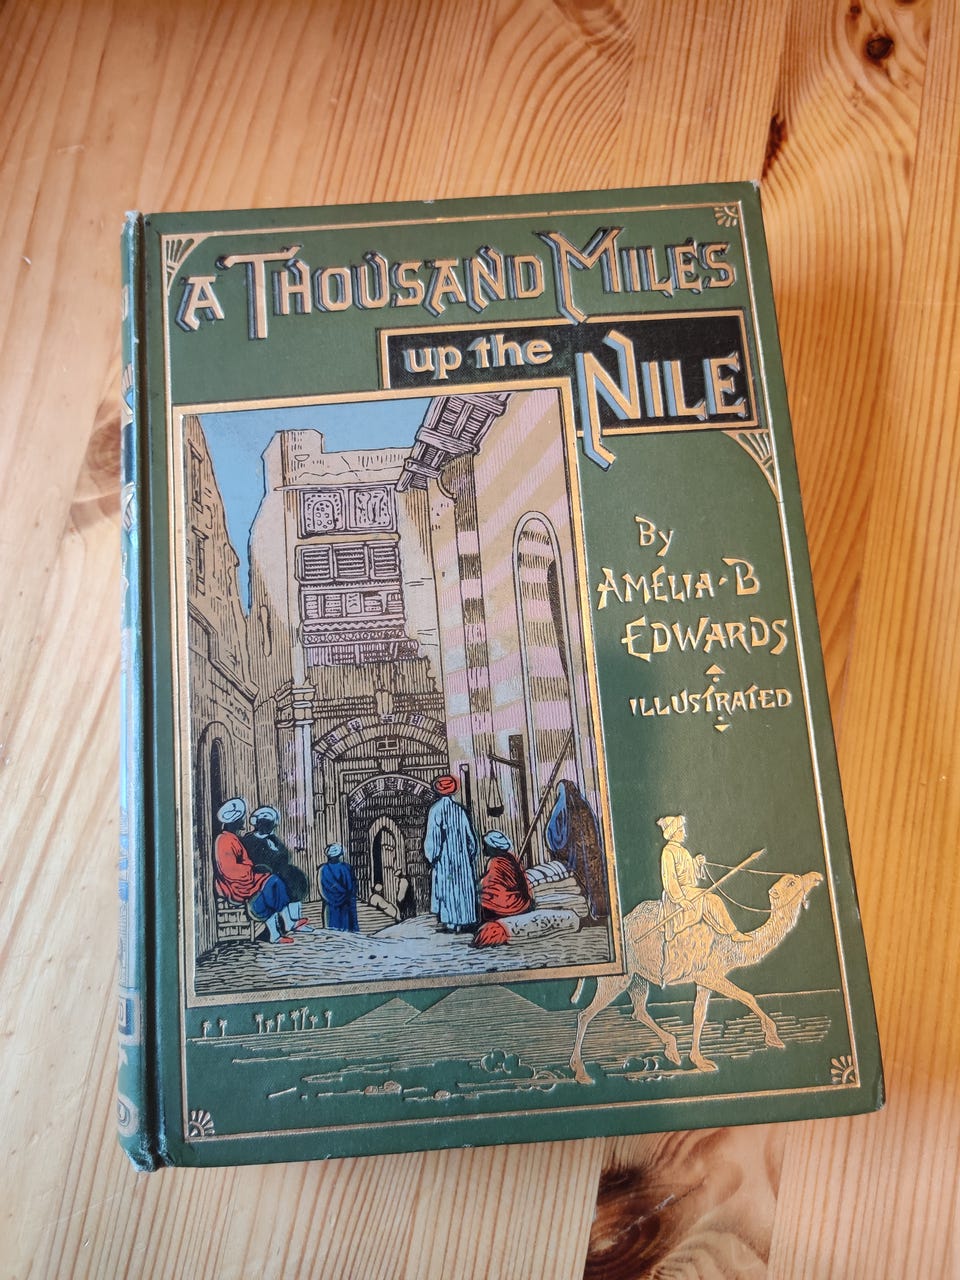 A THOUSAND MILES
up the NILE
By
AMELIA·B
EDWARDS
ILLUSTRATED